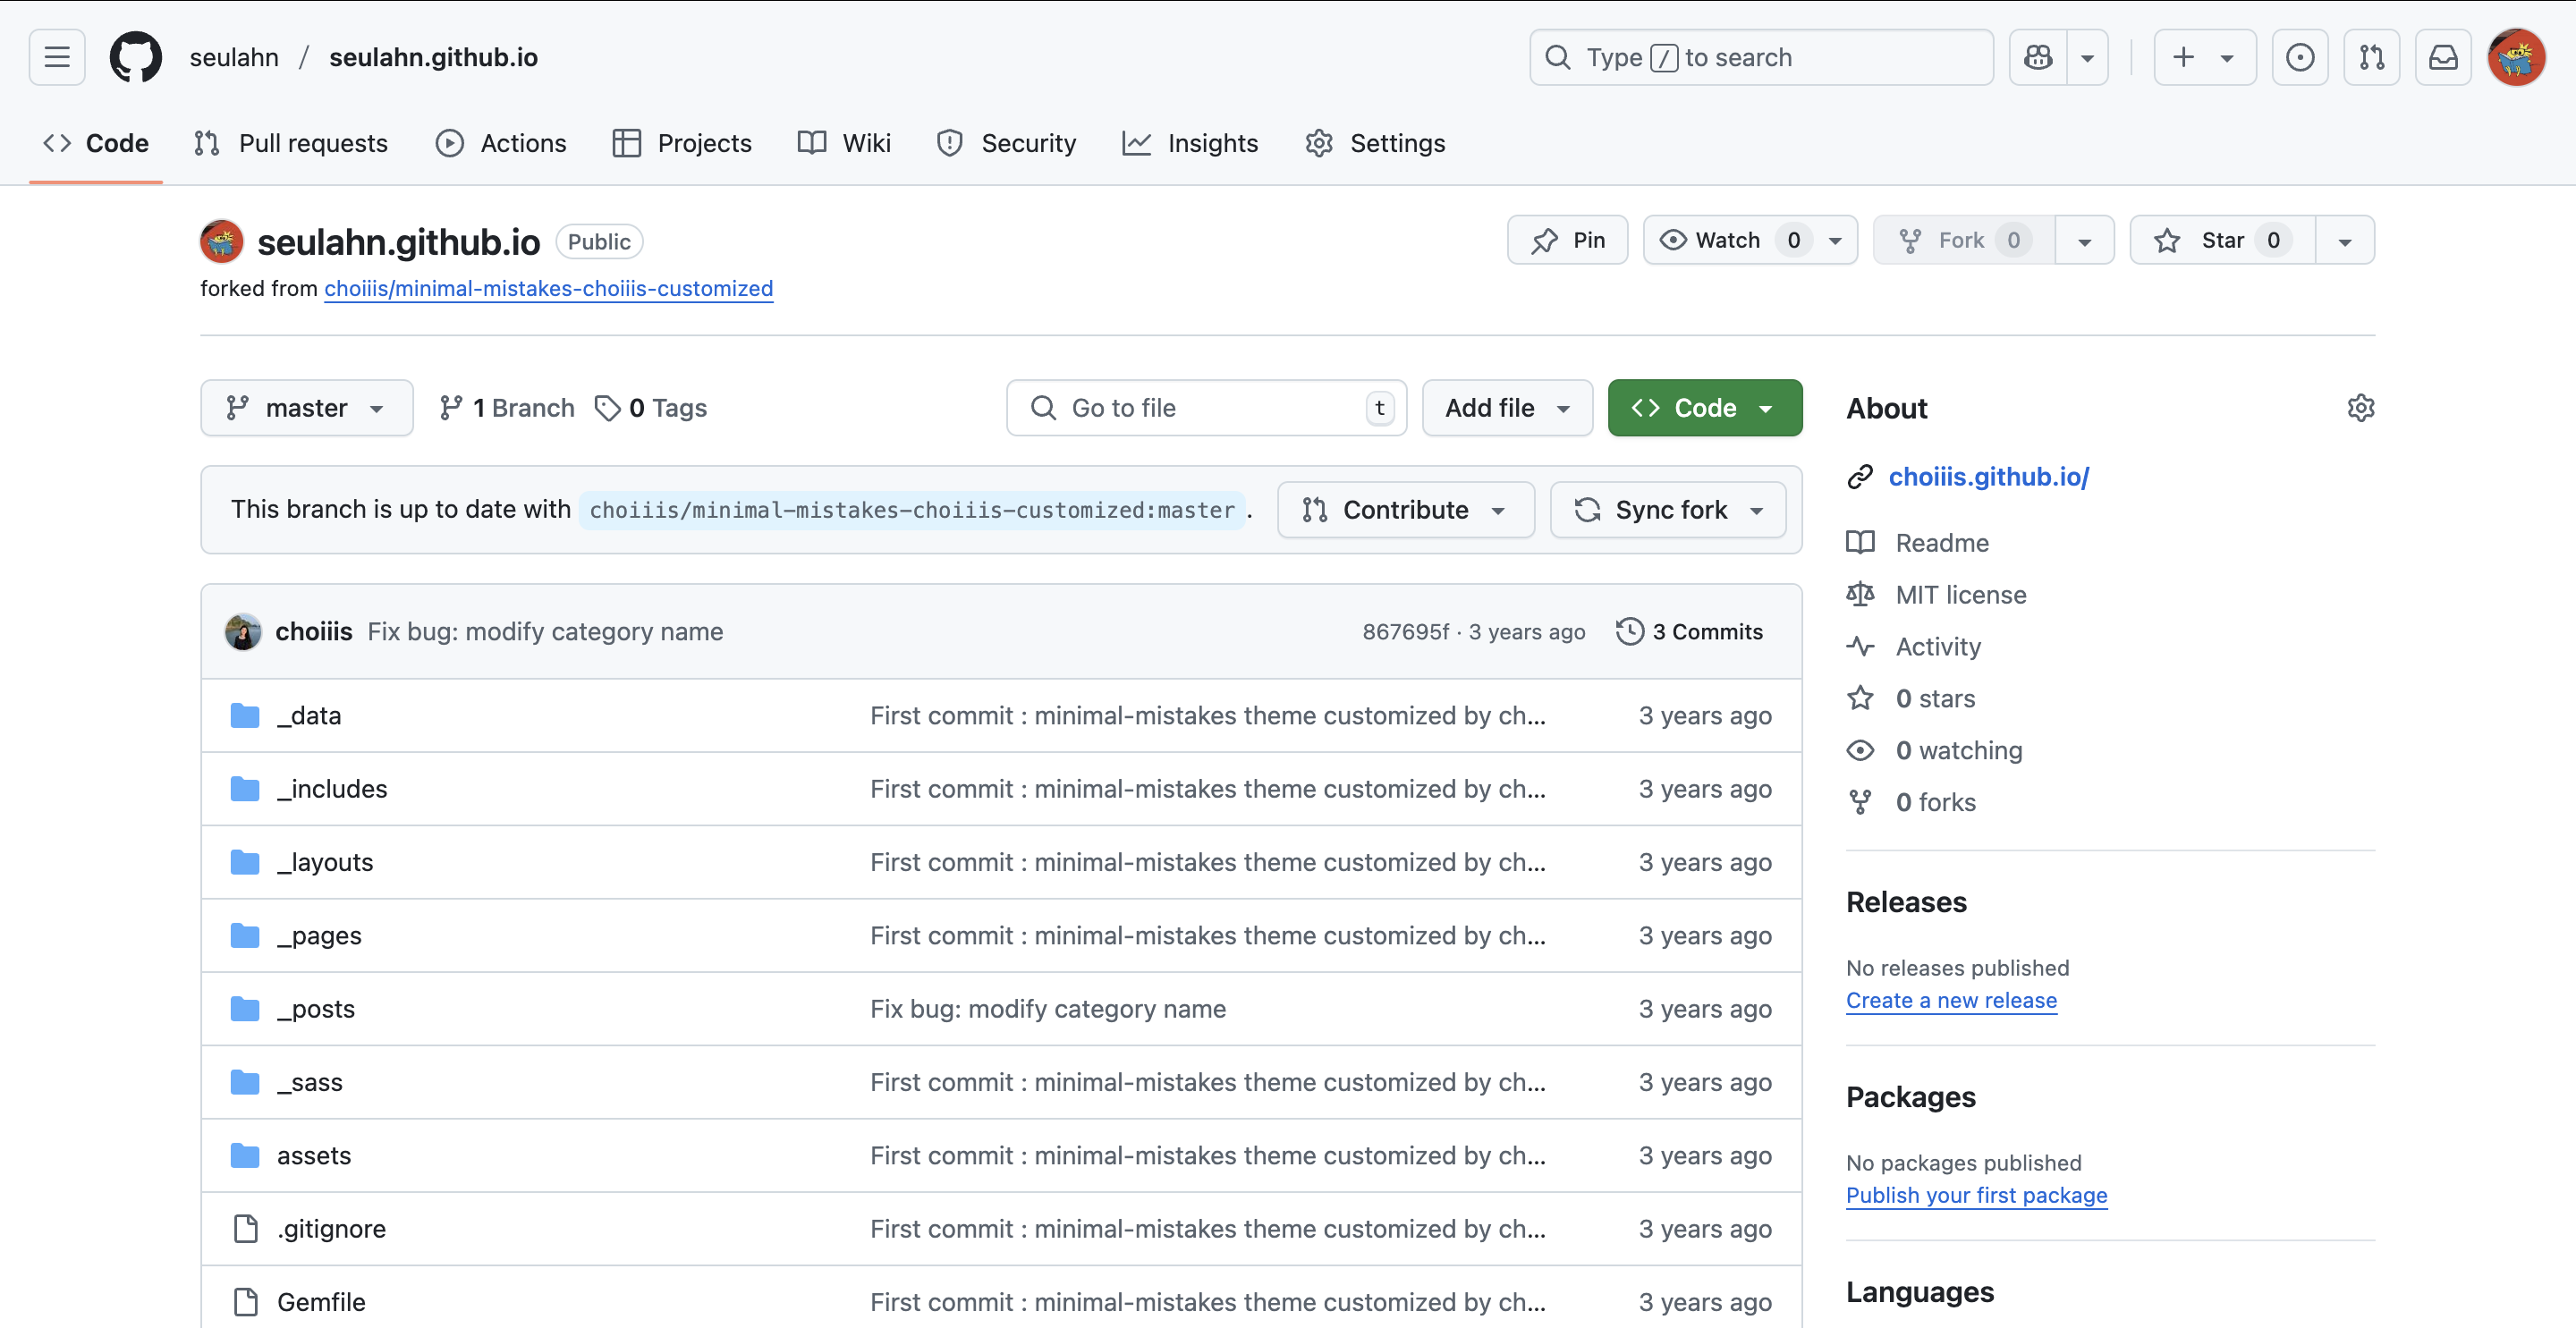 seulahn / seulahn.github.io
Type / to search
Code Pull requests Actions Projects Wiki Security Insights Settings
seulahn.github.io Public
Pin Watch 0 Fork 0 Star 0
forked from choiiis/minimal-mistakes-choiiis-customized
master 1 Branch 0 Tags
Go to file t Add file Code
This branch is up to date with choiiis/minimal-mistakes-choiiis-customized:master . Contribute Sync fork
choiiis Fix bug: modify category name 867695f · 3 years ago 3 Commits
_data First commit : minimal-mistakes theme customized by ch... 3 years ago
_includes First commit : minimal-mistakes theme customized by ch... 3 years ago
_layouts First commit : minimal-mistakes theme customized by ch... 3 years ago
_pages First commit : minimal-mistakes theme customized by ch... 3 years ago
_posts Fix bug: modify category name 3 years ago
_sass First commit : minimal-mistakes theme customized by ch... 3 years ago
assets First commit : minimal-mistakes theme customized by ch... 3 years ago
.gitignore First commit : minimal-mistakes theme customized by ch... 3 years ago
Gemfile First commit : minimal-mistakes theme customized by ch... 3 years ago
About
choiiis.github.io/
Readme
MIT license
Activity
0 stars
0 watching
0 forks
Releases
No releases published
Create a new release
Packages
No packages published
Publish your first package
Languages